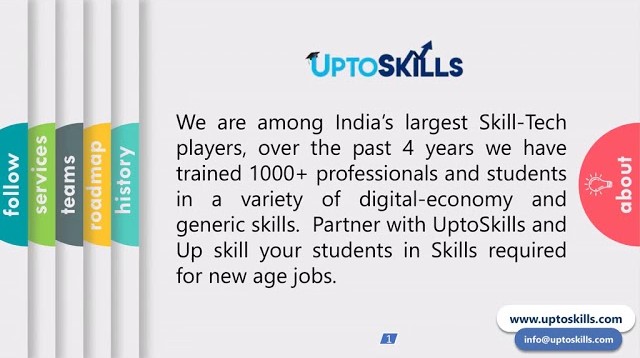 UPTOSKILLS
We are among India's largest Skill-Tech
players, over the past 4 years we have
trained 1000+ professionals and students
in a variety of digital-economy and
generic skills. Partner with UptoSkills and
Up skill your students in Skills required
for new age jobs.
follow
services
teams
roadmap
history
about
1
www.uptoskills.com
info@uptoskills.com